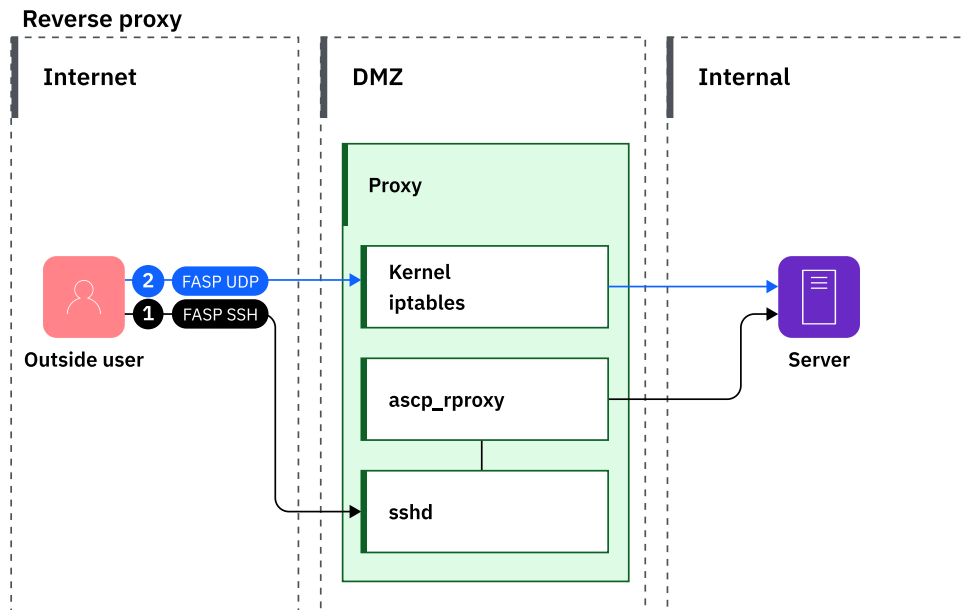 Reverse proxy
Internet
DMZ
Internal
Proxy
Kernel
iptables
2
FASP UDP
1
FASP SSH
Outside user
Server
ascp_rproxy
sshd